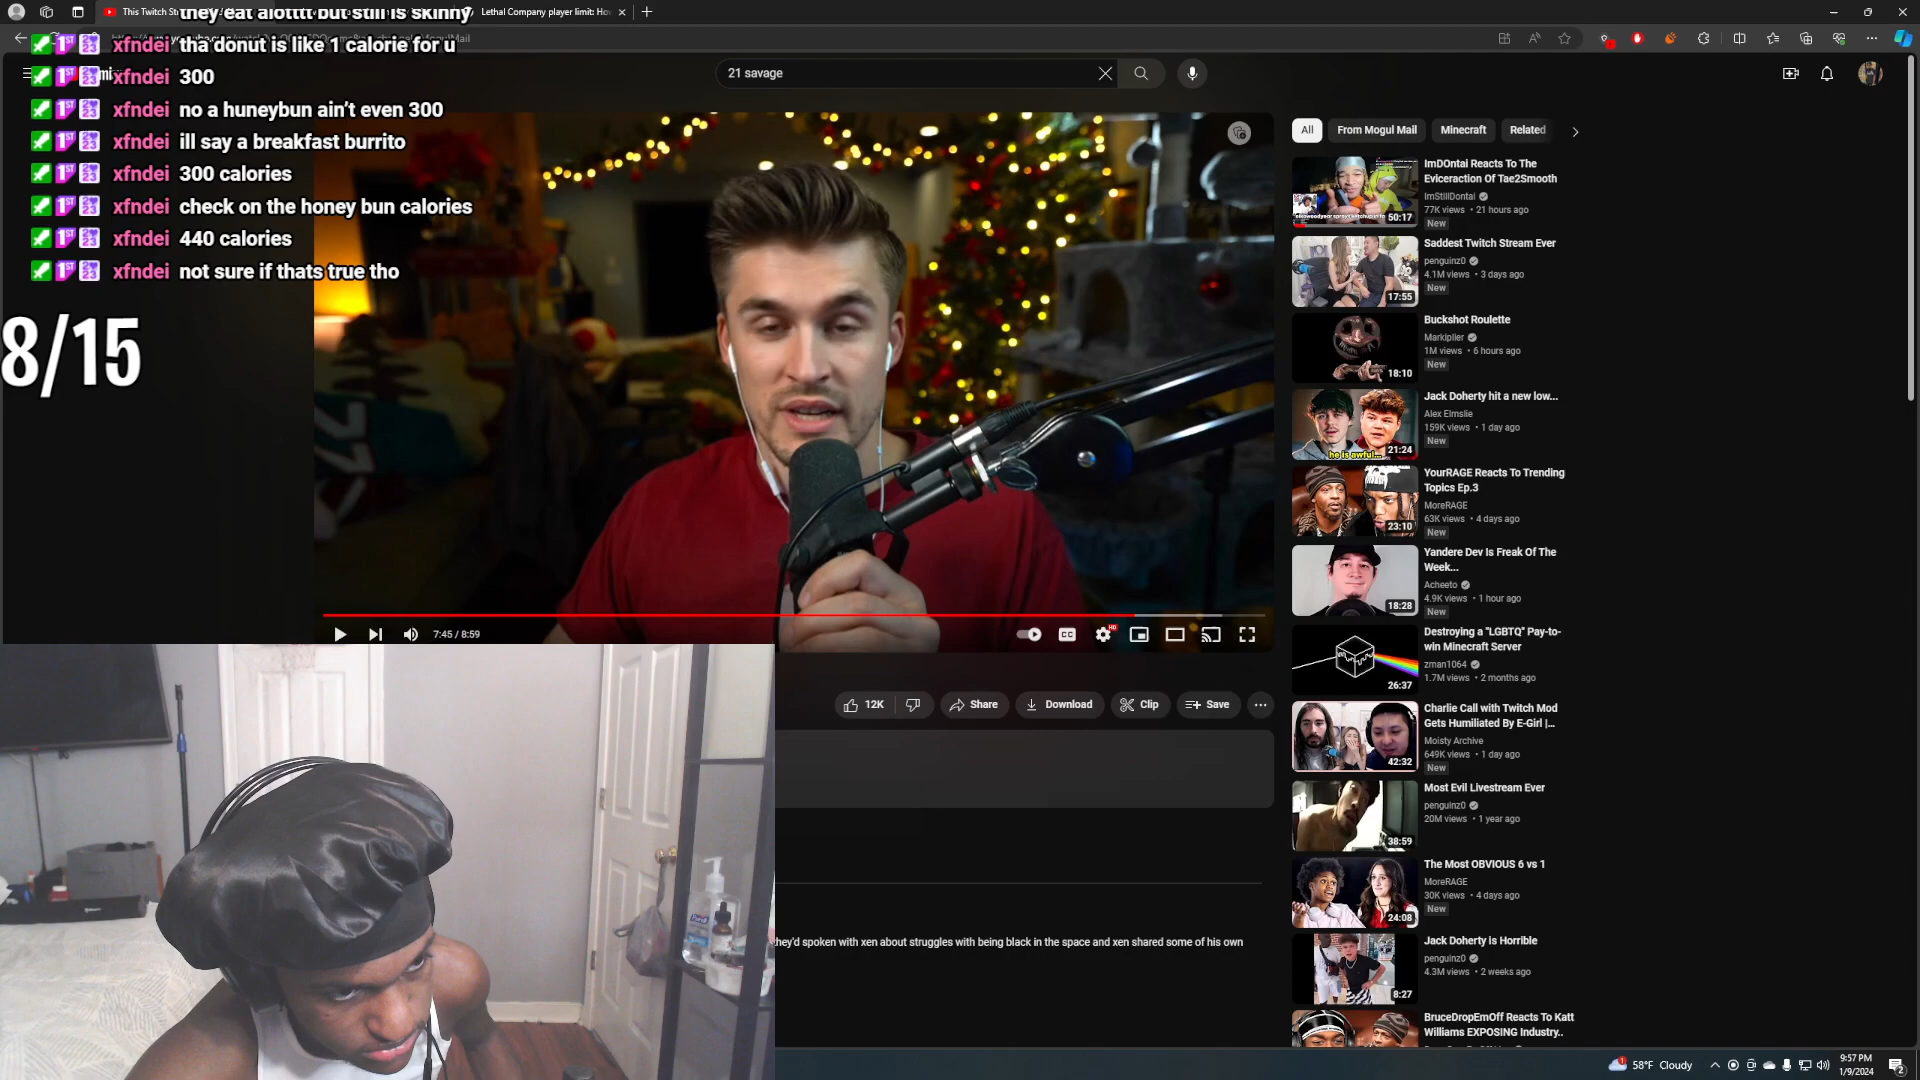 This Twitch St
Lethal Company player limit: Ho
they eat alotttt but still is skinny
xfndei tha donut is like 1 calorie for u
xfndei 300
xfndei no a huneybun ain't even 300
xfndei ill say a breakfast burrito
xfndei 300 calories
xfndei check on the honey bun calories
xfndei 440 calories
xfndei not sure if thats true tho
8/15
21 savage
7:45 / 8:59
CC
HD
12K
Share
Download
Clip
Save
hey'd spoken with xen about struggles with being black in the space and xen shared some of his own
All
From Mogul Mail
Minecraft
Related
ImDOntai Reacts To The
Eviceraction Of Tae2Smooth
ImStillDontai
77K views • 21 hours ago
New
50:17
Saddest Twitch Stream Ever
penguinz0
4.1M views • 3 days ago
New
17:55
Buckshot Roulette
Markiplier
1M views • 6 hours ago
New
18:10
Jack Doherty hit a new low...
Alex Elmslie
159K views • 1 day ago
New
he is awful...
21:24
YourRAGE Reacts To Trending
Topics Ep.3
MoreRAGE
63K views • 4 days ago
New
23:10
Yandere Dev Is Freak Of The
Week...
Acheeto
4.9K views • 1 hour ago
New
18:28
Destroying a "LGBTQ" Pay-to-
win Minecraft Server
zman1064
1.7M views • 2 months ago
26:37
Charlie Call with Twitch Mod
Gets Humiliated By E-Girl |...
Moisty Archive
649K views • 1 day ago
New
42:32
Most Evil Livestream Ever
penguinz0
20M views • 1 year ago
38:59
The Most OBVIOUS 6 vs 1
MoreRAGE
30K views • 4 days ago
New
24:08
Jack Doherty is Horrible
penguinz0
4.3M views • 2 weeks ago
8:27
BruceDropEmOff Reacts To Katt
Williams EXPOSING Industry..
58°F Cloudy
9:57 PM
1/9/2024